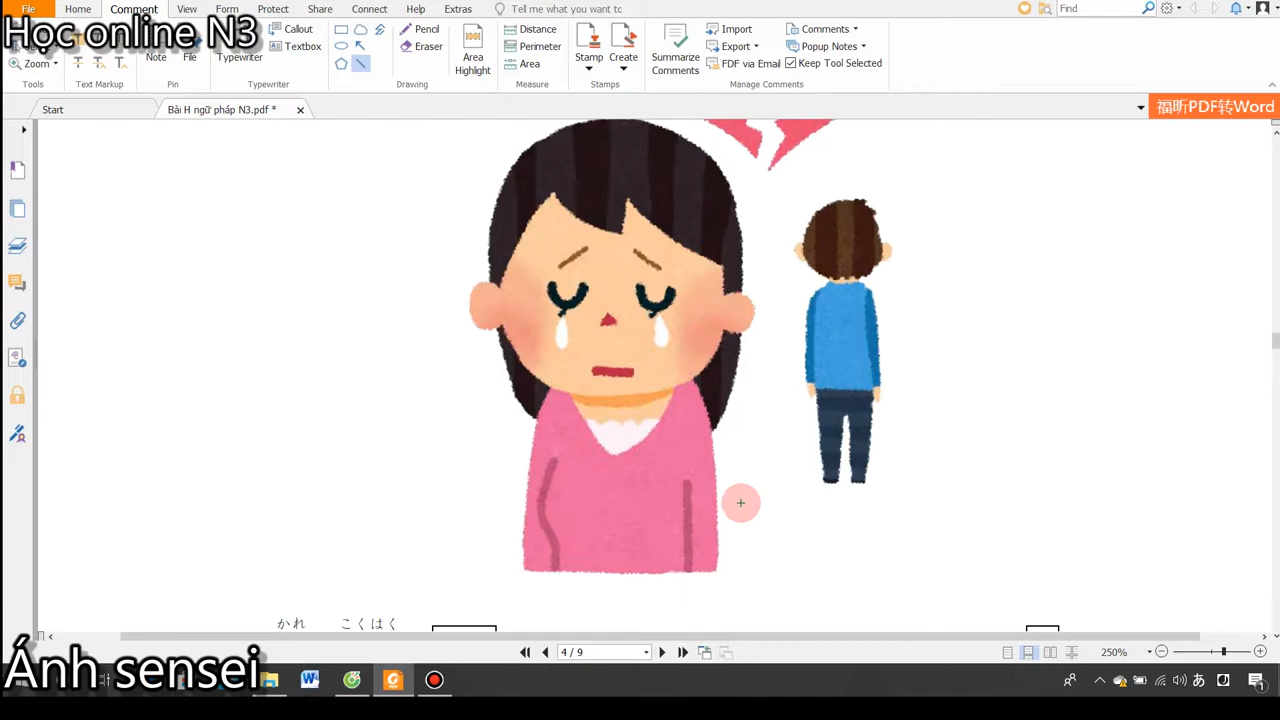 File Home Comment View Form Protect Share Connect Help Extras Tell me what you want tc Find
Học online N3
Callout Pencil Distance Import Comments
Textbox Eraser Perimeter Export Popup Notes
Zoom Note File Typewriter Area Highlight Area Stamp Create Summarize Comments FDF via Email Keep Tool Selected
Tools Text Markup Pin Typewriter Drawing Measure Stamps Manage Comments
Start Bài H ngữ pháp N3.pdf * 福昕PDF转Word
かれ こくはく
4 / 9 250%
Ánh sensei
あ